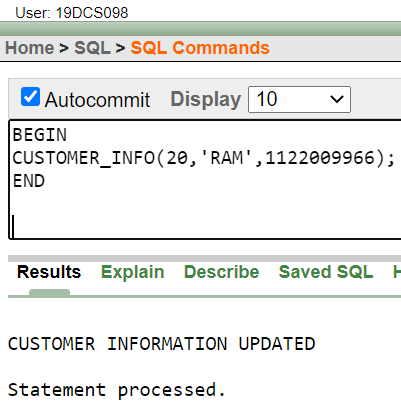 User: 19DCS098
Home > SQL > SQL Commands
Autocommit Display 10
BEGIN
CUSTOMER_INFO(20,'RAM',1122009966);
END
Results Explain Describe Saved SQL H
CUSTOMER INFORMATION UPDATED
Statement processed.